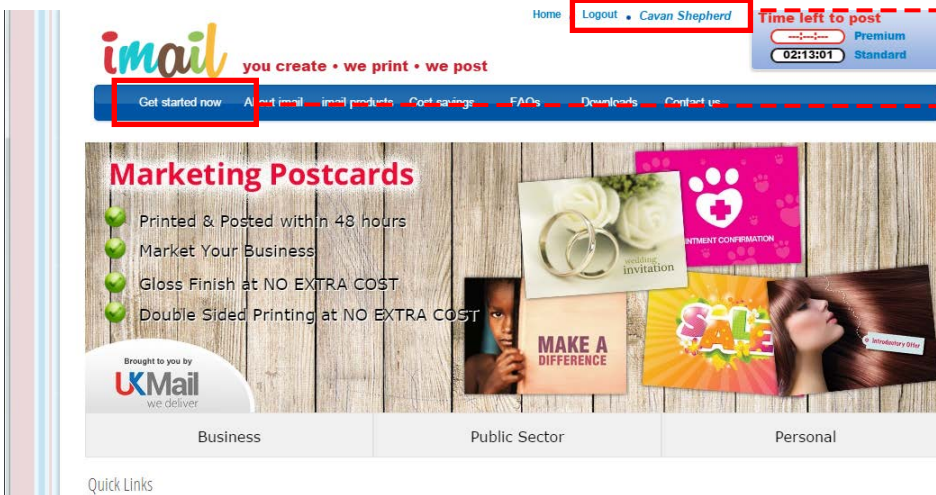 Home • Logout • Cavan Shepherd
Time left to post
--:--:-- Premium
02:13:01 Standard
imail
you create • we print • we post
Get started now About imail imail products Cost savings FAQs Downloads Contact us
Marketing Postcards
Printed & Posted within 48 hours
Market Your Business
Gloss Finish at NO EXTRA COST
Double Sided Printing at NO EXTRA COST
wedding
invitation
INTMENT CONFIRMATION
MAKE A
DIFFERENCE
SALE
Introductory Offer
Brought to you by
UKMail
we deliver
Business Public Sector Personal
Quick Links